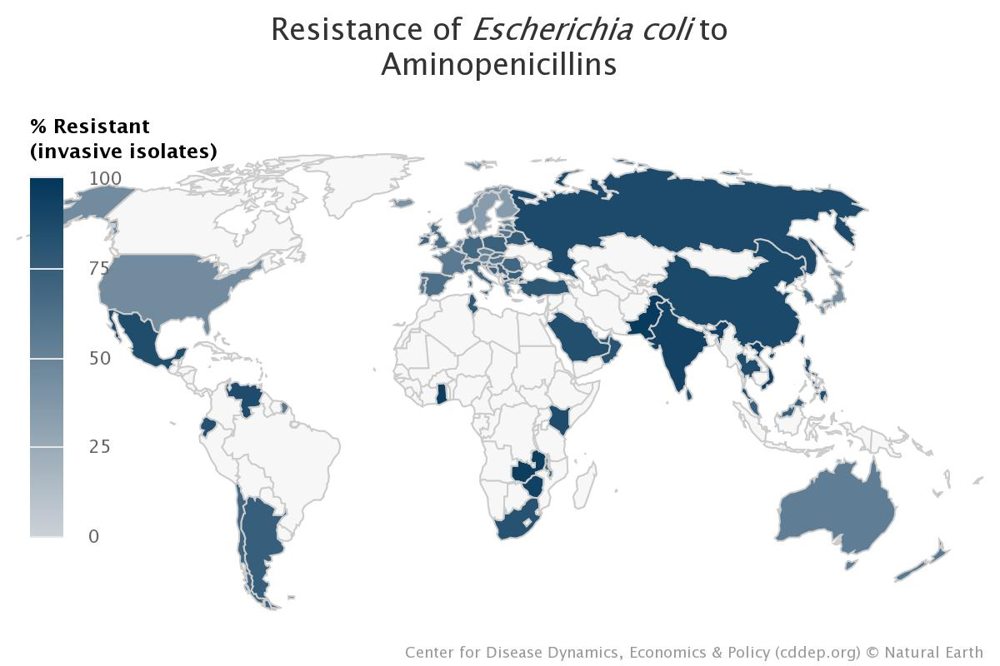 Resistance of Escherichia coli to
Aminopenicillins
% Resistant
(invasive isolates)
100
75
50
25
0
Center for Disease Dynamics, Economics & Policy (cddep.org) © Natural Earth